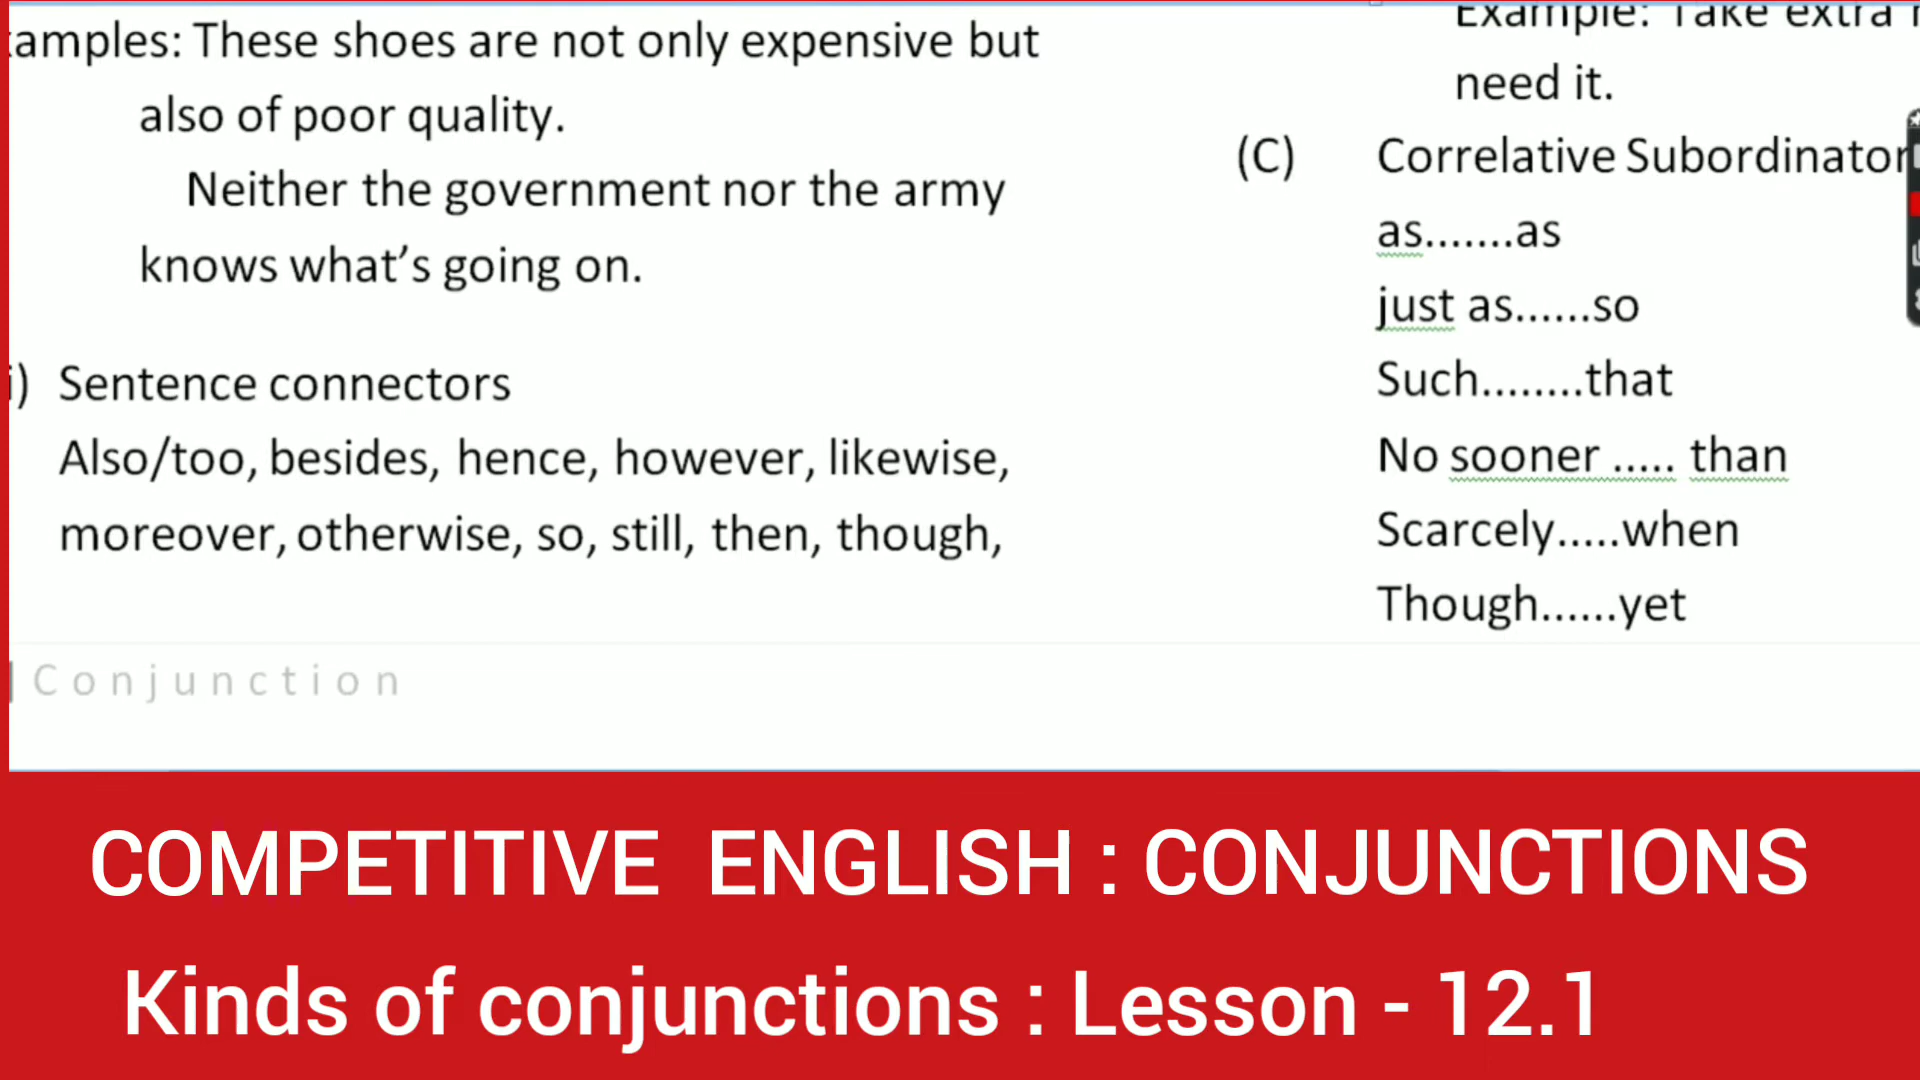 amples: These shoes are not only expensive but
also of poor quality.
Neither the government nor the army
knows what's going on.
i) Sentence connectors
Also/too, besides, hence, however, likewise,
moreover, otherwise, so, still, then, though,
Conjunction
Example: Take extra
need it.
(C) Correlative Subordinator
as.......as
just as......so
Such........that
No sooner ..... than
Scarcely.....when
Though......yet
COMPETITIVE ENGLISH : CONJUNCTIONS
Kinds of conjunctions : Lesson - 12.1